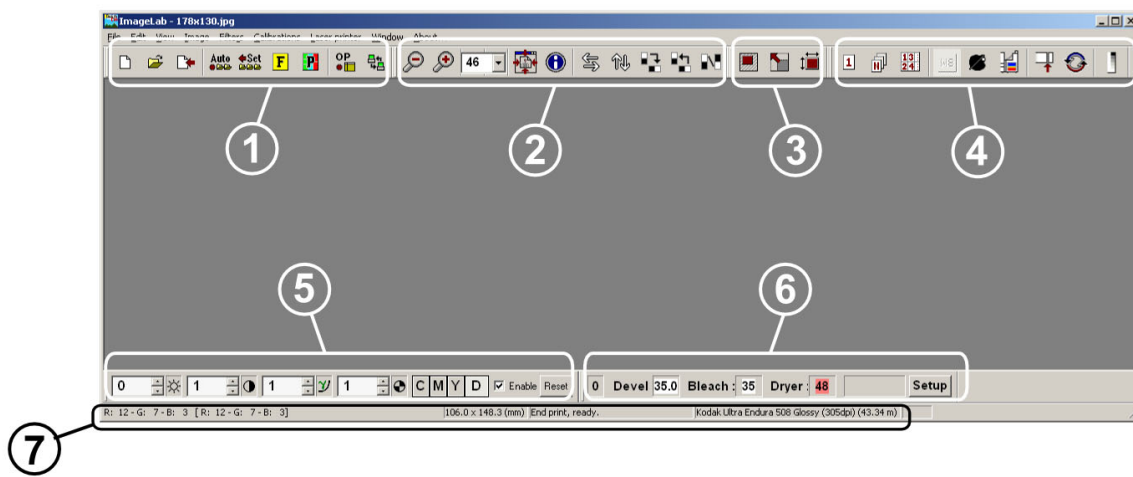 ImageLab - 178x130.jpg
File Edit View Image Filters Calibrations Laser printer Window About
Auto Set F P OP 46 1 N 13 24
1 2 3 4
5 6
0 1 1 1 C M Y D Enable Reset 0 Devel 35.0 Bleach : 35 Dryer : 48 Setup
R: 12 - G: 7 - B: 3 [ R: 12 - G: 7 - B: 3] 106.0 x 148.3 (mm) End print, ready. Kodak Ultra Endura 508 Glossy (305dpi) (43.34 m)
7